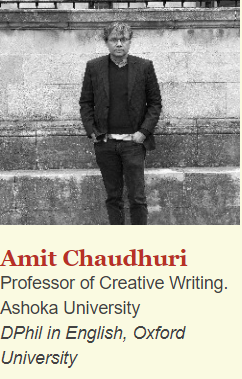 Amit Chaudhuri
Professor of Creative Writing.
Ashoka University
DPhil in English, Oxford
University